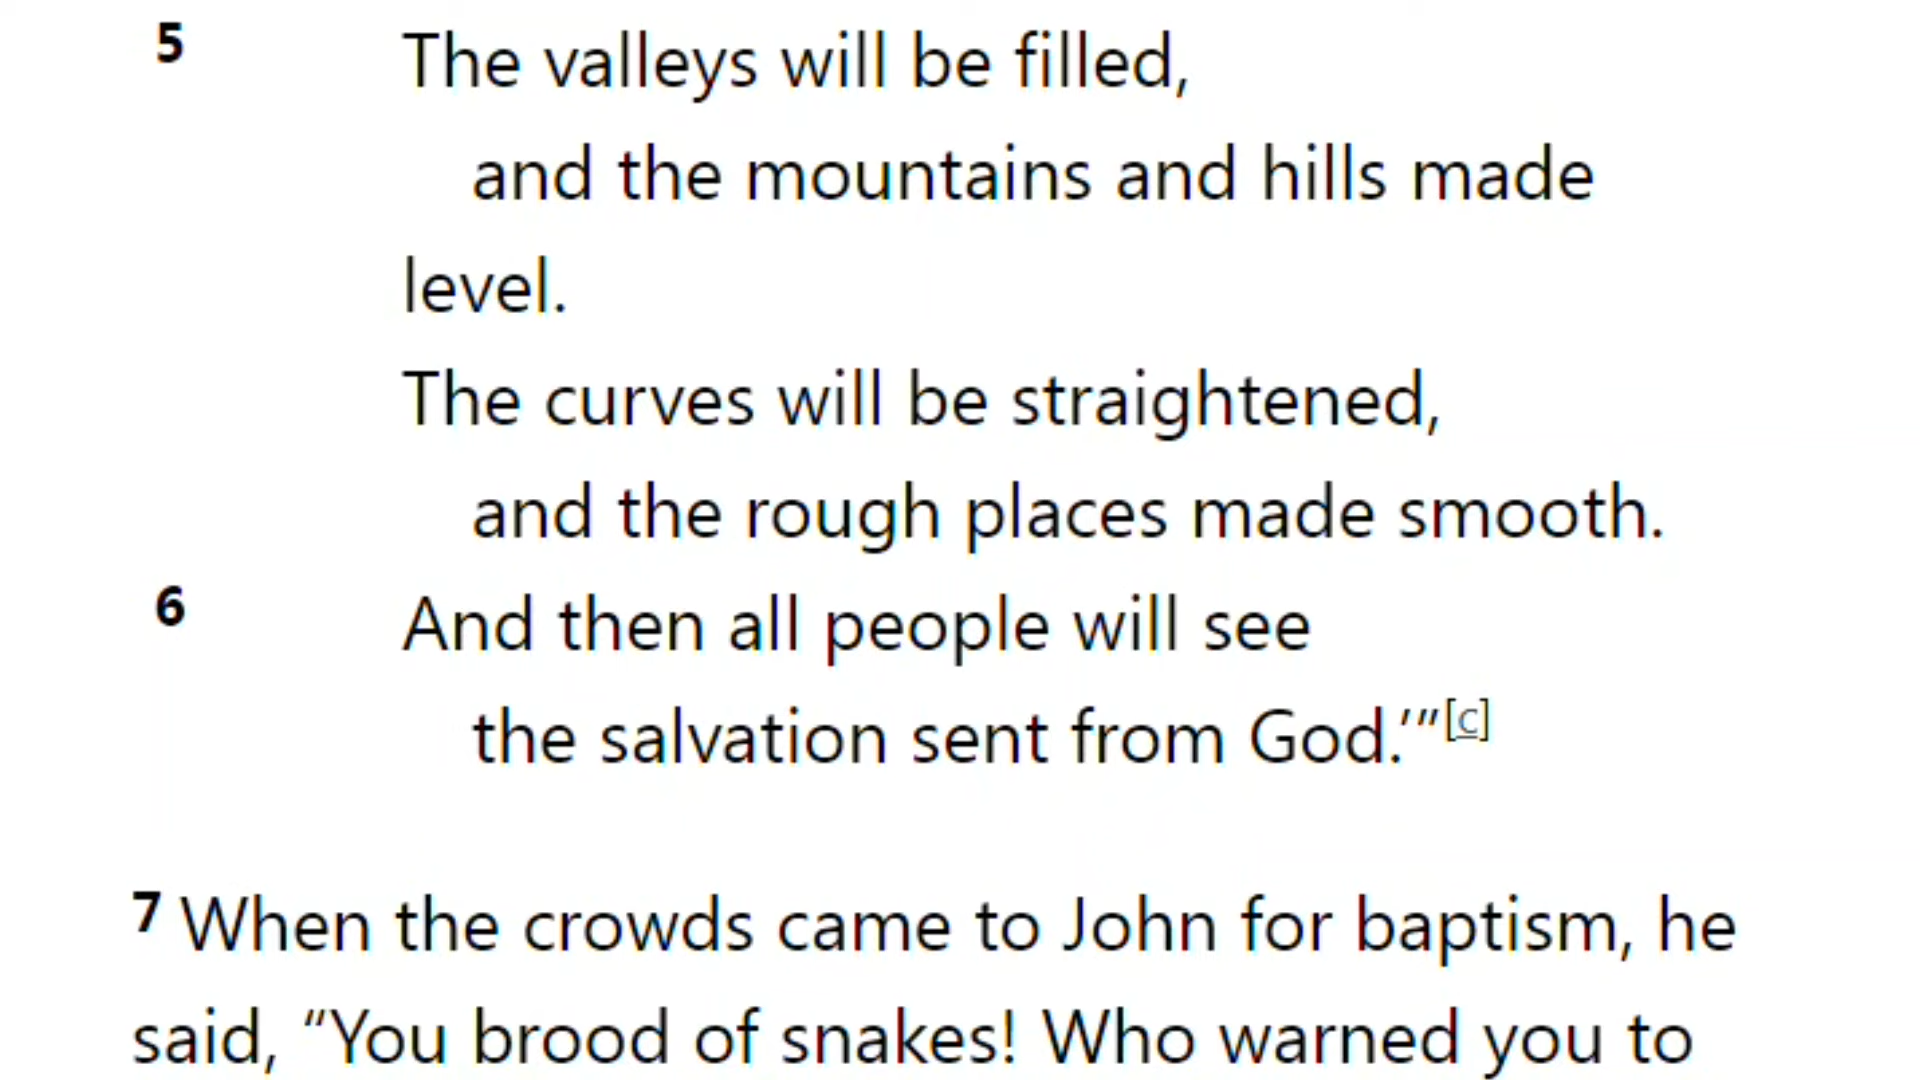 5 The valleys will be filled,
and the mountains and hills made
level.
The curves will be straightened,
and the rough places made smooth.
6 And then all people will see
the salvation sent from God.’”[c]
7 When the crowds came to John for baptism, he
said, “You brood of snakes! Who warned you to